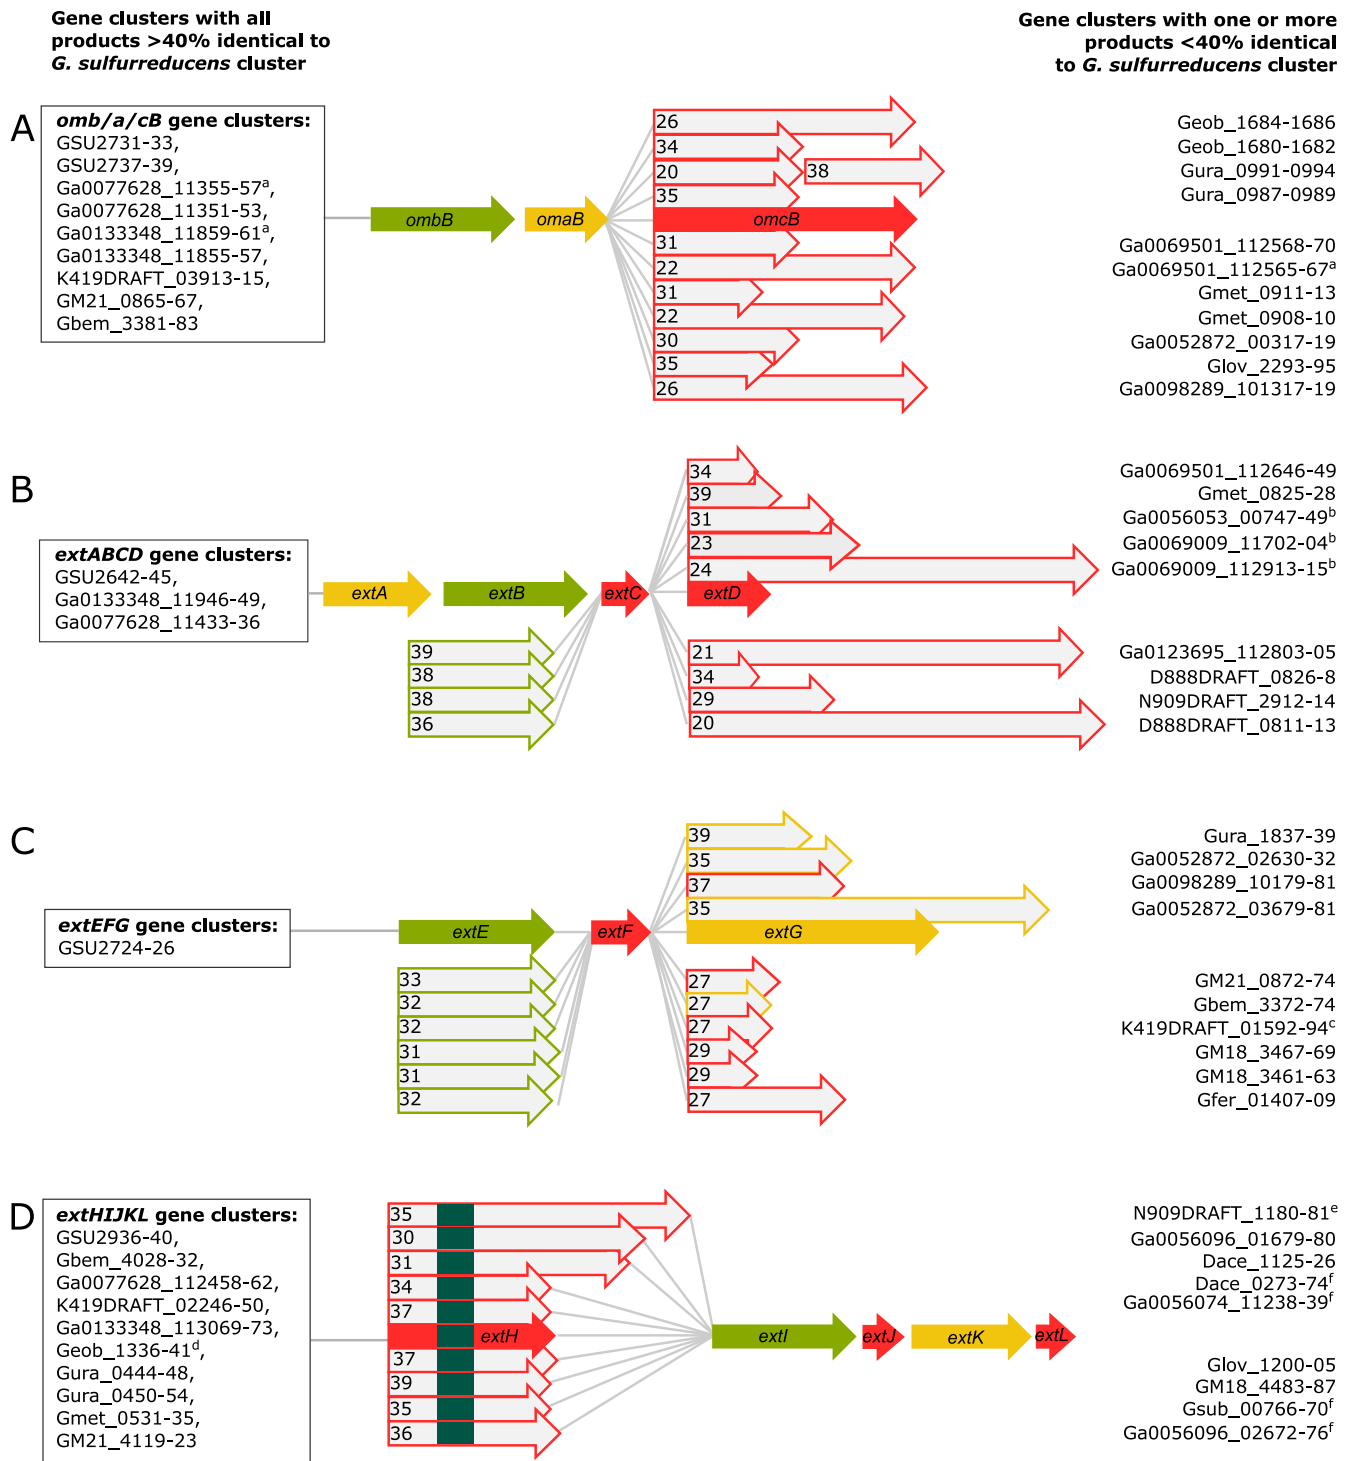 Gene clusters with all
products >40% identical to
G. sulfurreducens cluster
Gene clusters with one or more
products <40% identical
to G. sulfurreducens cluster
A
omb/a/cB gene clusters:
GSU2731-33,
GSU2737-39,
Ga0077628_11355-57ᵃ,
Ga0077628_11351-53,
Ga0133348_11859-61ᵃ,
Ga0133348_11855-57,
K419DRAFT_03913-15,
GM21_0865-67,
Gbem_3381-83
ombB
omaB
omcB
26
34
20
38
35
31
22
31
22
30
35
26
Geob_1684-1686
Geob_1680-1682
Gura_0991-0994
Gura_0987-0989
Ga0069501_112568-70
Ga0069501_112565-67ᵃ
Gmet_0911-13
Gmet_0908-10
Ga0052872_00317-19
Glov_2293-95
Ga0098289_101317-19
B
extABCD gene clusters:
GSU2642-45,
Ga0133348_11946-49,
Ga0077628_11433-36
extA
extB
extC
extD
39
38
38
36
34
39
31
23
24
21
34
29
20
Ga0069501_112646-49
Gmet_0825-28
Ga0056053_00747-49ᵇ
Ga0069009_11702-04ᵇ
Ga0069009_112913-15ᵇ
Ga0123695_112803-05
D888DRAFT_0826-8
N909DRAFT_2912-14
D888DRAFT_0811-13
C
extEFG gene clusters:
GSU2724-26
extE
extF
extG
33
32
32
31
31
32
39
35
37
35
27
27
27
29
29
27
Gura_1837-39
Ga0052872_02630-32
Ga0098289_10179-81
Ga0052872_03679-81
GM21_0872-74
Gbem_3372-74
K419DRAFT_01592-94ᶜ
GM18_3467-69
GM18_3461-63
Gfer_01407-09
D
extHIJKL gene clusters:
GSU2936-40,
Gbem_4028-32,
Ga0077628_112458-62,
K419DRAFT_02246-50,
Ga0133348_113069-73,
Geob_1336-41ᵈ,
Gura_0444-48,
Gura_0450-54,
Gmet_0531-35,
GM21_4119-23
35
30
31
34
37
extH
37
39
35
36
extI
extJ
extK
extL
N909DRAFT_1180-81ᵉ
Ga0056096_01679-80
Dace_1125-26
Dace_0273-74ᶠ
Ga0056074_11238-39ᶠ
Glov_1200-05
GM18_4483-87
Gsub_00766-70ᶠ
Ga0056096_02672-76ᶠ